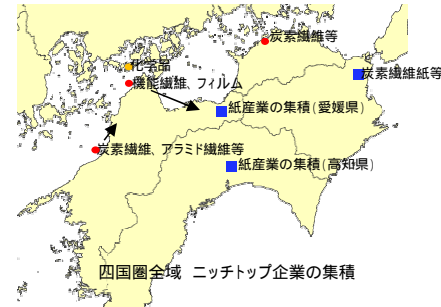 炭素繊維等
化学品
炭素繊維紙等
機能繊維、フィルム
紙産業の集積(愛媛県)
炭素繊維、アラミド繊維等
紙産業の集積(高知県)
四国圏全域 ニッチトップ企業の集積